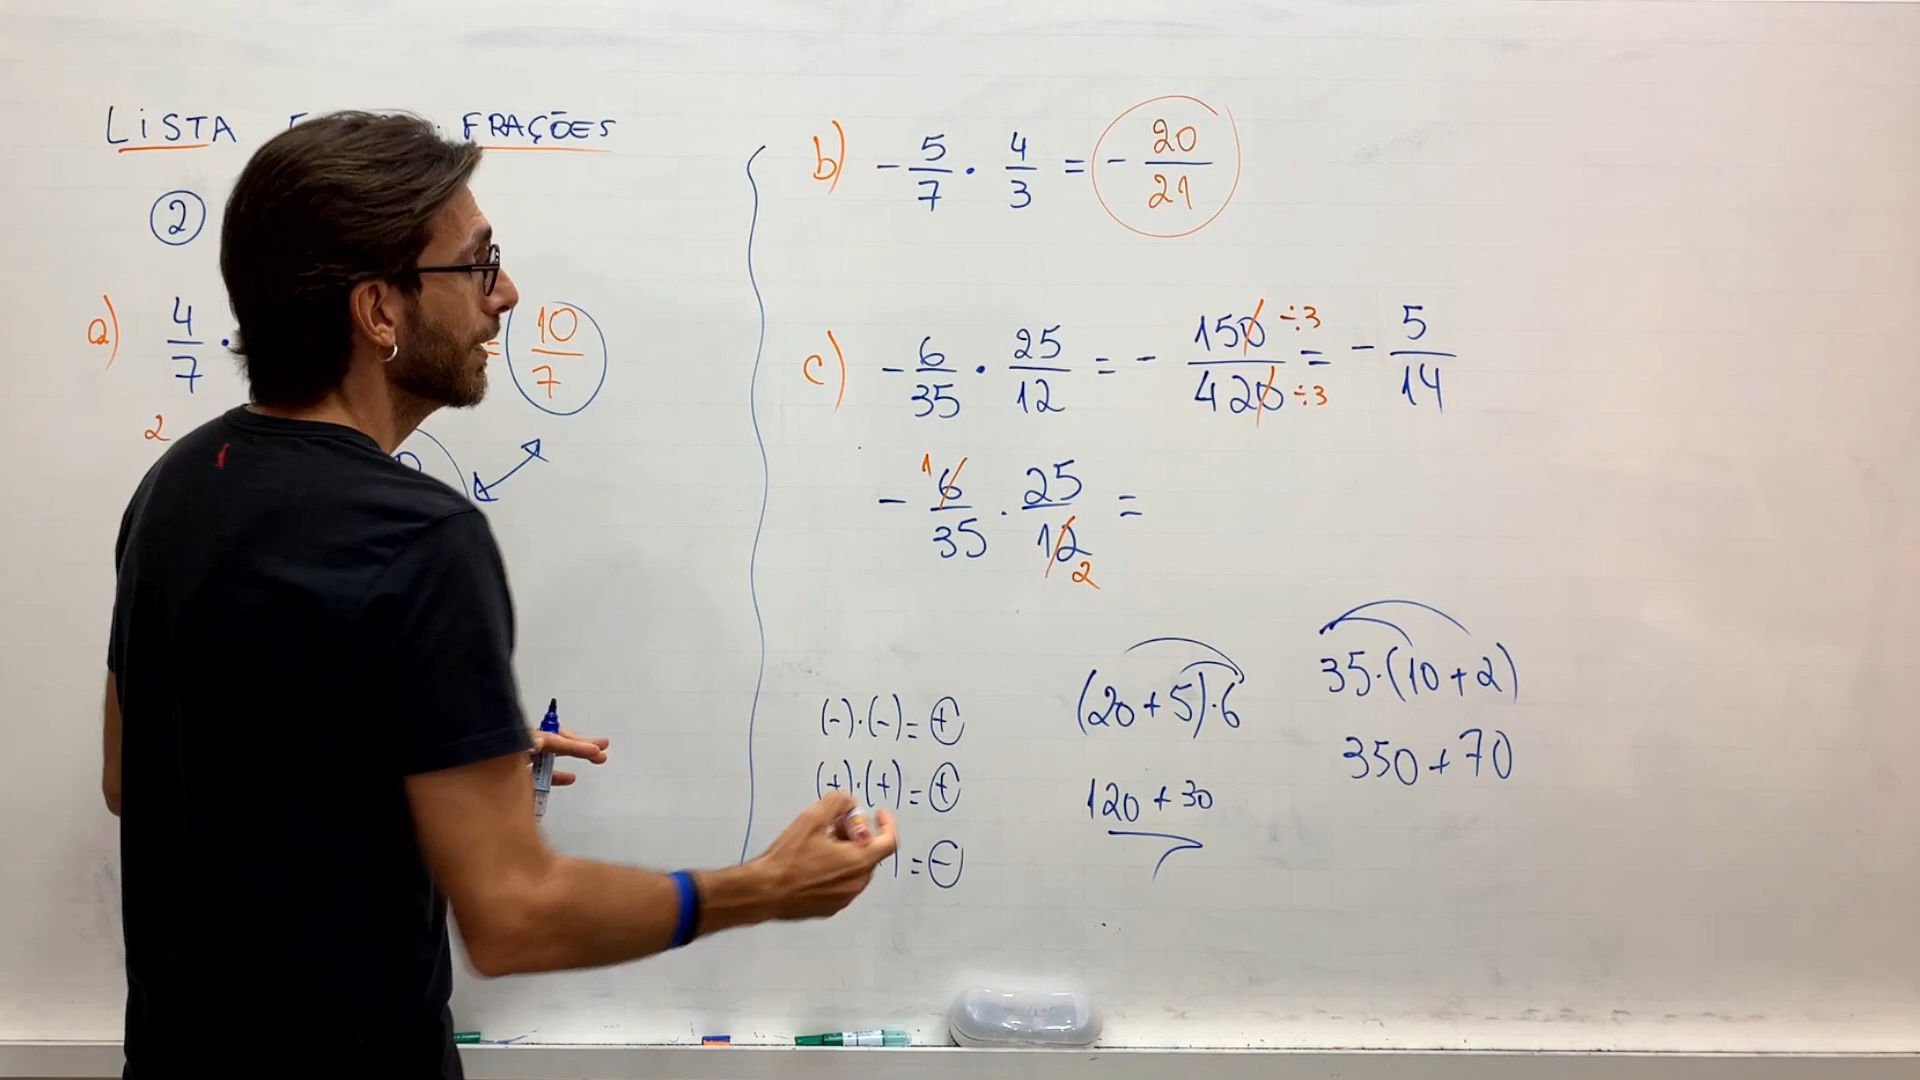 LISTA FRAÇÕES
2
a) 4/7 · = 10/7
2
b) - 5/7 · 4/3 = - 20/21
c) - 6/35 · 25/12 = - 150/420 ÷3 ÷3 = - 5/14
- 1 6/35 · 25/12 2 =
(-)·(-)=+
(+)·(+)=+
=-
(20+5)·6
120+30
35·(10+2)
350+70